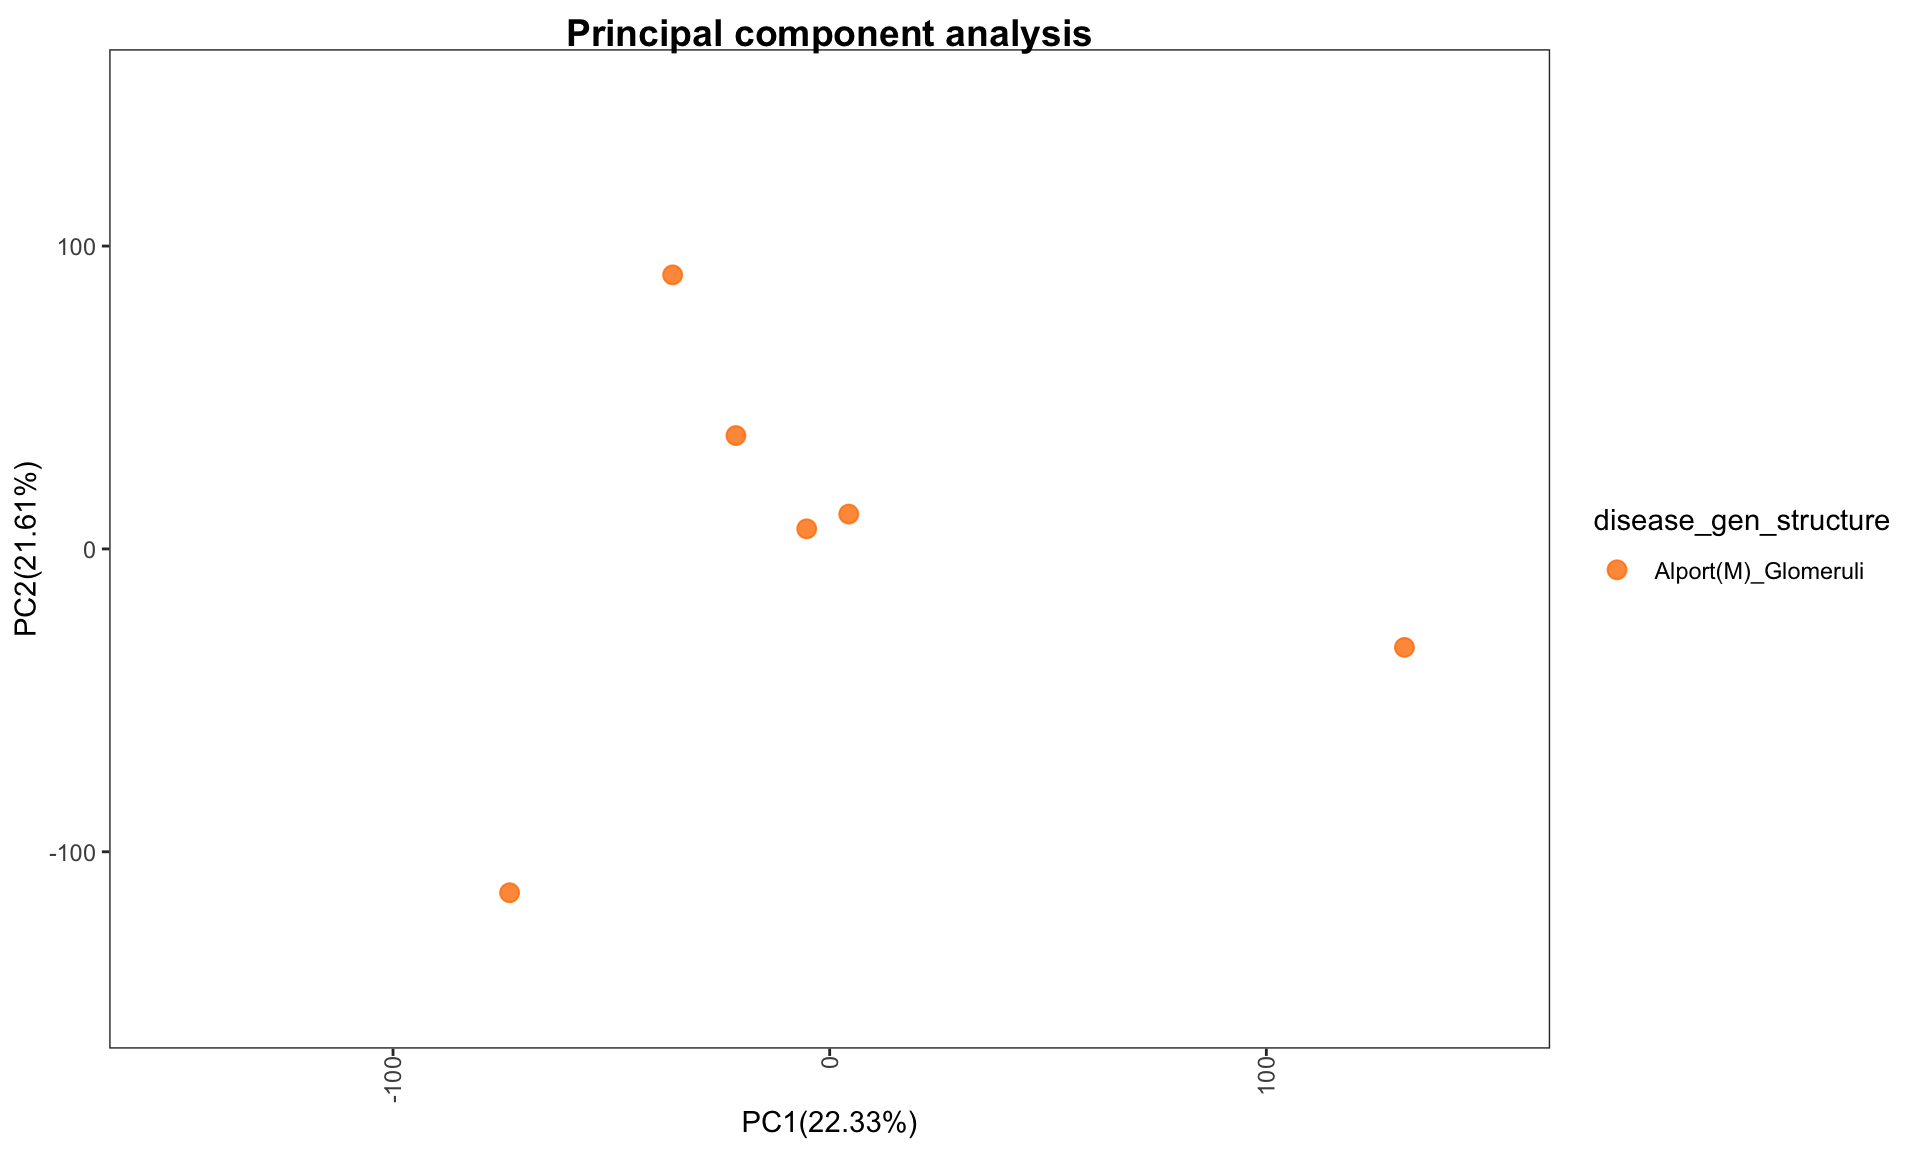 Principal component analysis
PC2(21.61%)
100
0
-100
-100
0
100
PC1(22.33%)
disease_gen_structure
Alport(M)_Glomeruli